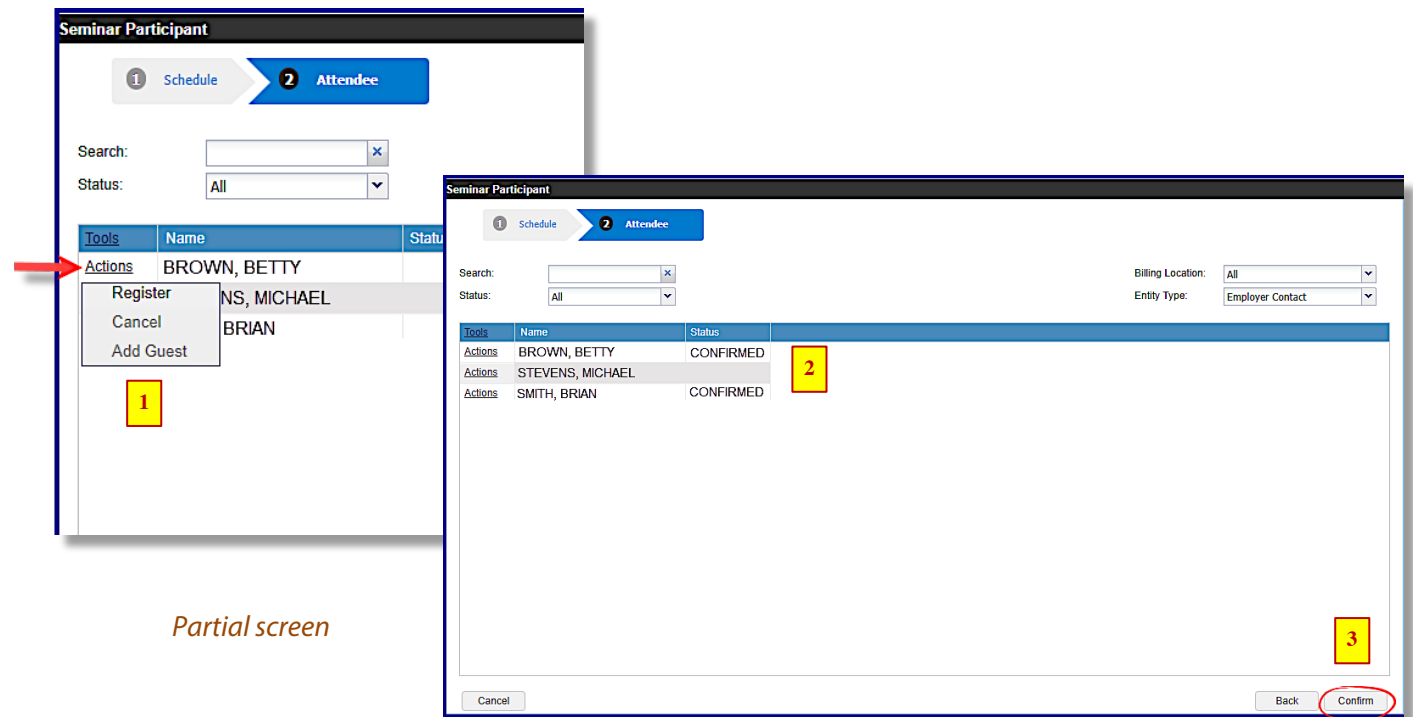 Seminar Participant
1 Schedule 2 Attendee
Search:
Status: All
Tools Name Statu
Actions BROWN, BETTY
Register NS, MICHAEL
Cancel BRIAN
Add Guest
1
Partial screen
Seminar Participant
1 Schedule 2 Attendee
Search: Billing Location: All
Status: All Entity Type: Employer Contact
Tools Name Status
Actions BROWN, BETTY CONFIRMED
Actions STEVENS, MICHAEL
Actions SMITH, BRIAN CONFIRMED
2
3
Cancel Back Confirm